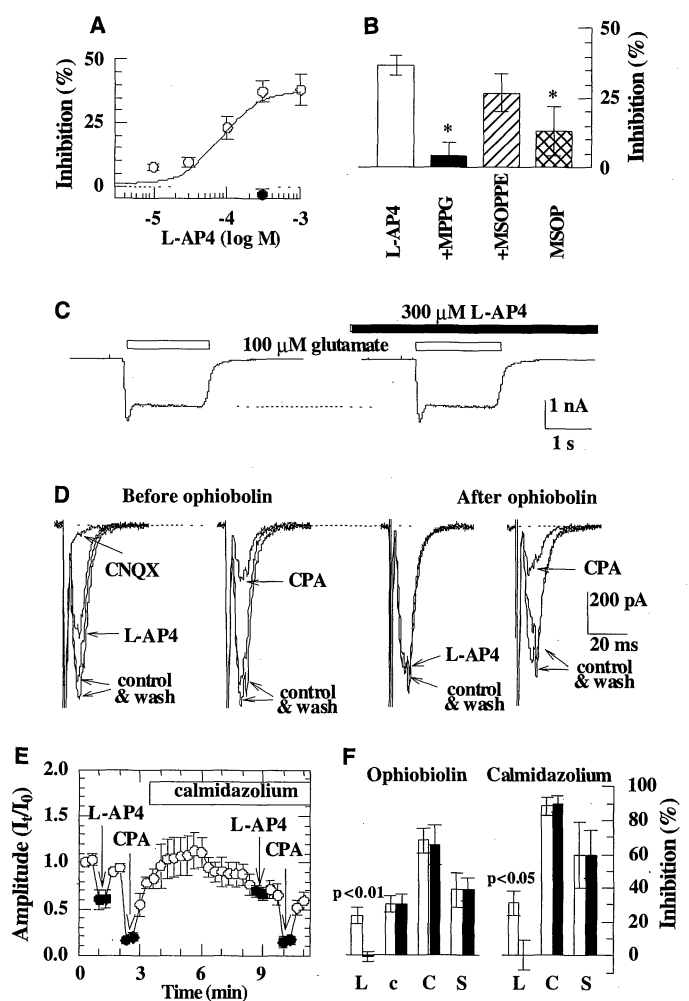 A
50
25
0
Inhibition (%)
-5 -4 -3
L-AP4 (log M)
B
50
25
0
Inhibition (%)
*
*
L-AP4
+MPPG
+MSOPPE
MSOP
C
300 μM L-AP4
100 μM glutamate
1 nA
1 s
D
Before ophiobolin
After ophiobolin
CNQX
L-AP4
control
& wash
CPA
control
& wash
L-AP4
control
& wash
CPA
200 pA
20 ms
E
2.0
1.5
1.0
0.5
0.0
Amplitude (It/I0)
calmidazolium
L-AP4
CPA
L-AP4
CPA
0 3 6 9
Time (min)
F
Ophiobiolin
Calmidazolium
p<0.01
p<0.05
100
80
60
40
20
0
Inhibition (%)
L c C S
L C S